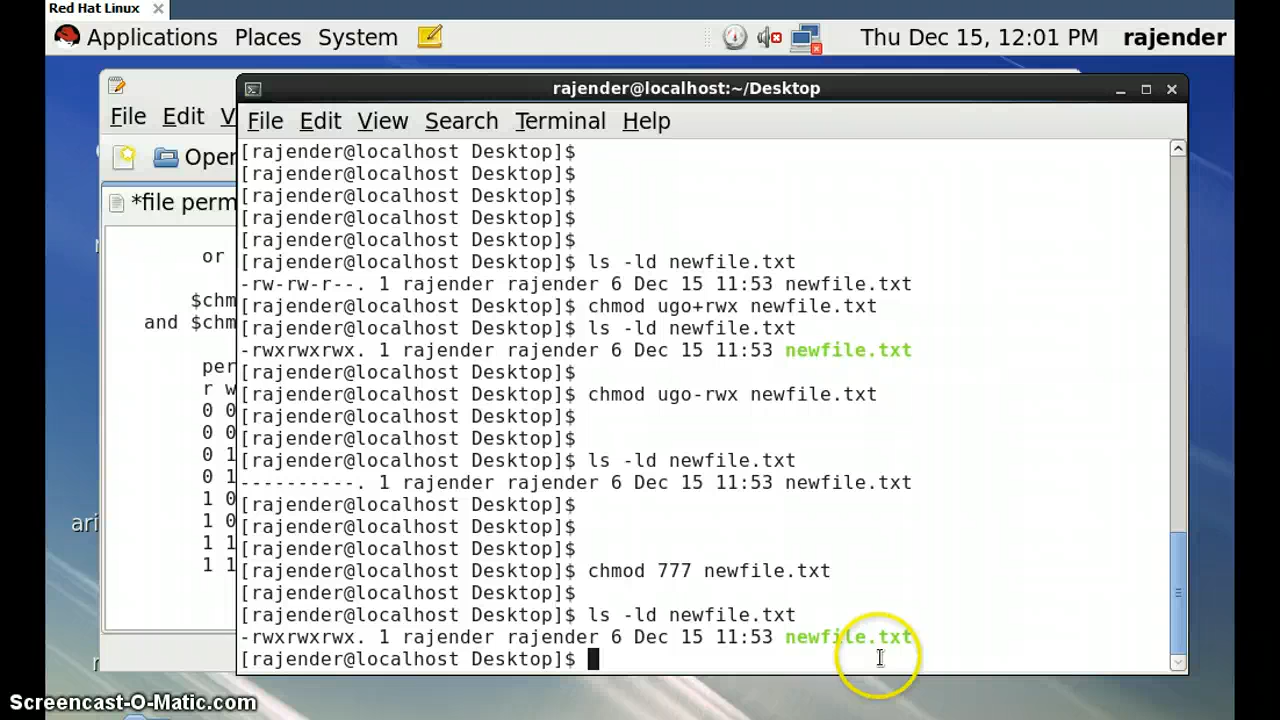 Red Hat Linux
Applications Places System Thu Dec 15, 12:01 PM rajender
rajender@localhost:~/Desktop
File Edit View Search Terminal Help
File Edit V
Open
*file perm
or
$chm
and $chm
per
r w
0 0
0 0
0 1
0 1
1 0
1 0
1 1
1 1
ari
[rajender@localhost Desktop]$
[rajender@localhost Desktop]$
[rajender@localhost Desktop]$
[rajender@localhost Desktop]$
[rajender@localhost Desktop]$
[rajender@localhost Desktop]$ ls -ld newfile.txt
-rw-rw-r--. 1 rajender rajender 6 Dec 15 11:53 newfile.txt
[rajender@localhost Desktop]$ chmod ugo+rwx newfile.txt
[rajender@localhost Desktop]$ ls -ld newfile.txt
-rwxrwxrwx. 1 rajender rajender 6 Dec 15 11:53 newfile.txt
[rajender@localhost Desktop]$
[rajender@localhost Desktop]$ chmod ugo-rwx newfile.txt
[rajender@localhost Desktop]$
[rajender@localhost Desktop]$
[rajender@localhost Desktop]$ ls -ld newfile.txt
----------. 1 rajender rajender 6 Dec 15 11:53 newfile.txt
[rajender@localhost Desktop]$
[rajender@localhost Desktop]$
[rajender@localhost Desktop]$
[rajender@localhost Desktop]$ chmod 777 newfile.txt
[rajender@localhost Desktop]$
[rajender@localhost Desktop]$ ls -ld newfile.txt
-rwxrwxrwx. 1 rajender rajender 6 Dec 15 11:53 newfile.txt
[rajender@localhost Desktop]$
Screencast-O-Matic.com